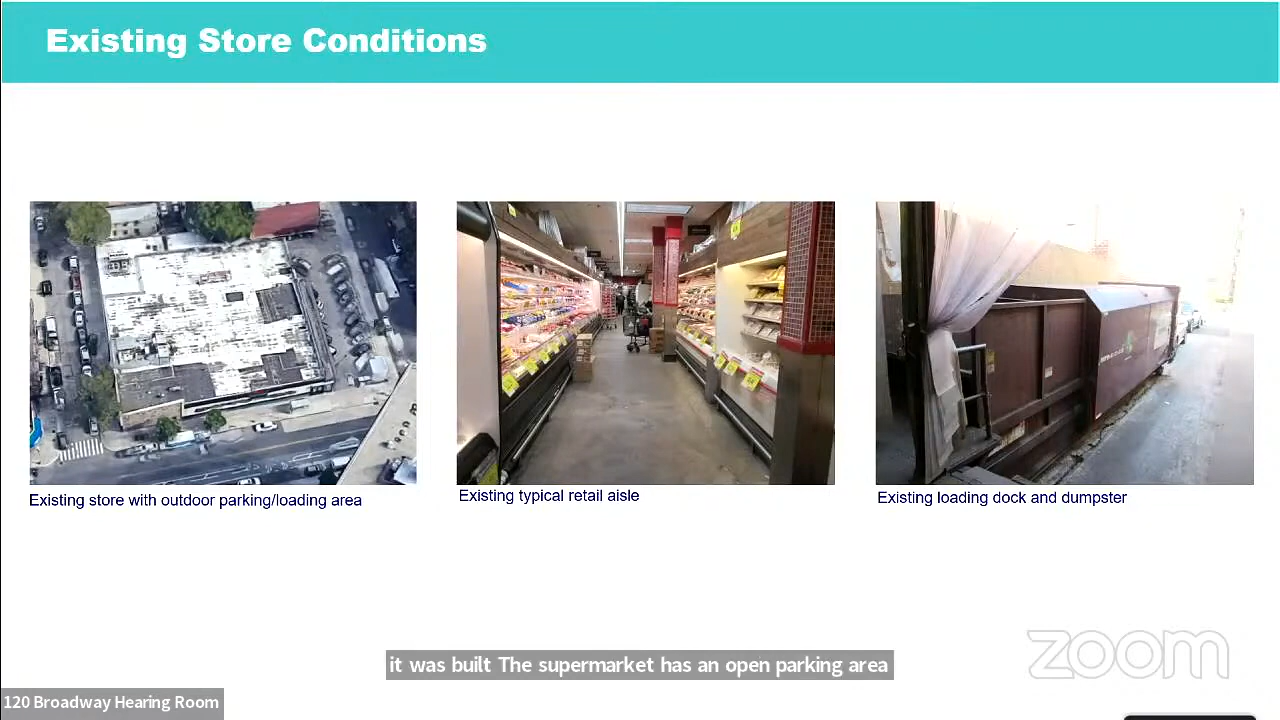 Existing Store Conditions
Existing store with outdoor parking/loading area
Existing typical retail aisle
Existing loading dock and dumpster
it was built The supermarket has an open parking area
zoom
120 Broadway Hearing Room